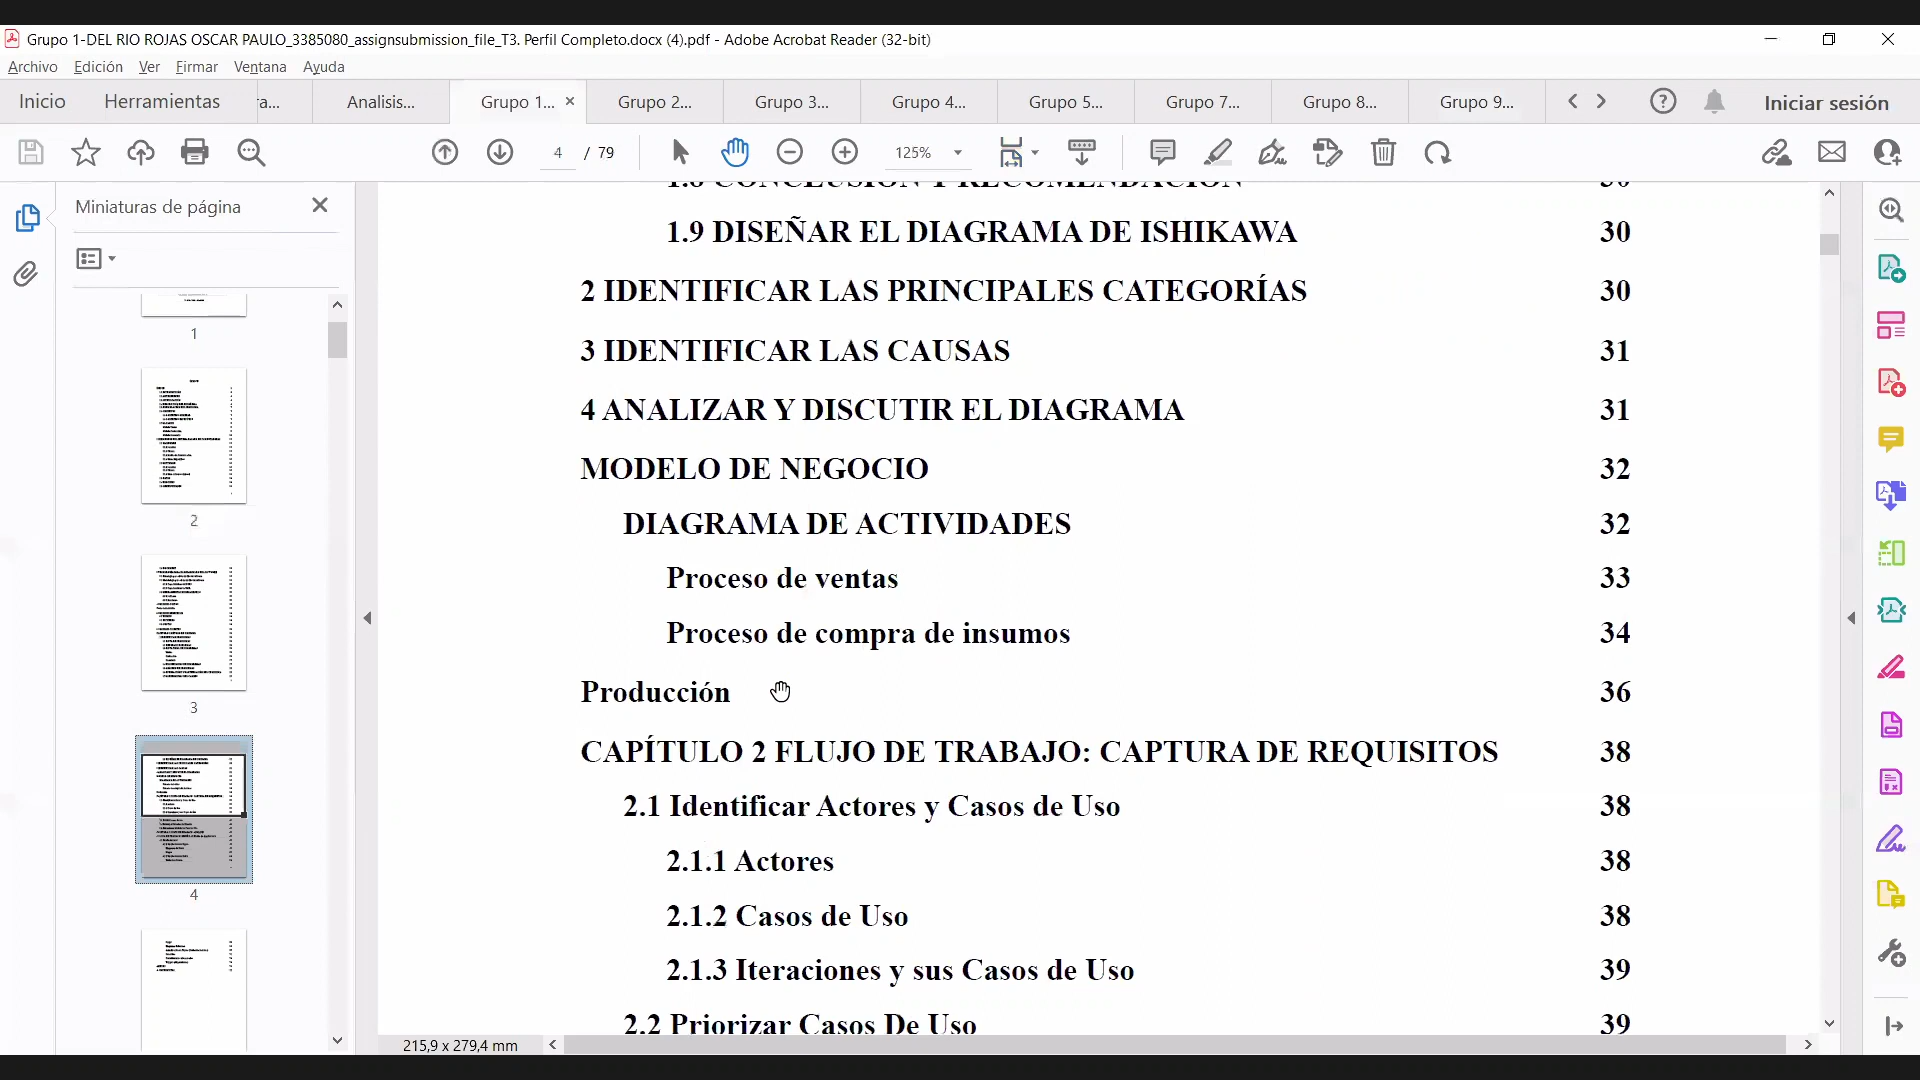 Grupo 1-DEL RIO ROJAS OSCAR PAULO_3385080_assignsubmission_file_T3. Perfil Completo.docx (4).pdf - Adobe Acrobat Reader (32-bit)
Archivo Edición Ver Firmar Ventana Ayuda
Inicio Herramientas ra... Analisis... Grupo 1... Grupo 2... Grupo 3... Grupo 4... Grupo 5... Grupo 7... Grupo 8... Grupo 9... Iniciar sesión
4 / 79 125%
Miniaturas de página
1
2
3
4
1.8 CONCLUSIÓN Y RECOMENDACIÓN 30
1.9 DISEÑAR EL DIAGRAMA DE ISHIKAWA 30
2 IDENTIFICAR LAS PRINCIPALES CATEGORÍAS 30
3 IDENTIFICAR LAS CAUSAS 31
4 ANALIZAR Y DISCUTIR EL DIAGRAMA 31
MODELO DE NEGOCIO 32
DIAGRAMA DE ACTIVIDADES 32
Proceso de ventas 33
Proceso de compra de insumos 34
Producción 36
CAPÍTULO 2 FLUJO DE TRABAJO: CAPTURA DE REQUISITOS 38
2.1 Identificar Actores y Casos de Uso 38
2.1.1 Actores 38
2.1.2 Casos de Uso 38
2.1.3 Iteraciones y sus Casos de Uso 39
2.2 Priorizar Casos De Uso 39
215,9 x 279,4 mm